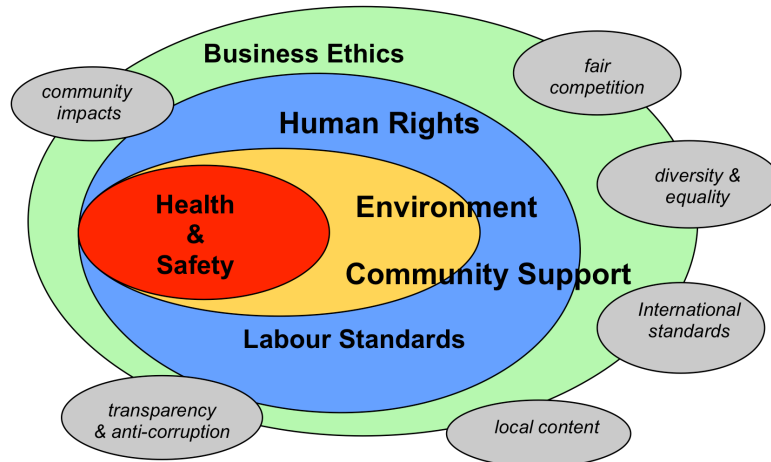 Business Ethics
fair
competition
community
impacts
Human Rights
diversity &
equality
Health
&
Safety
Environment
Community Support
International
standards
Labour Standards
transparency
& anti-corruption
local content